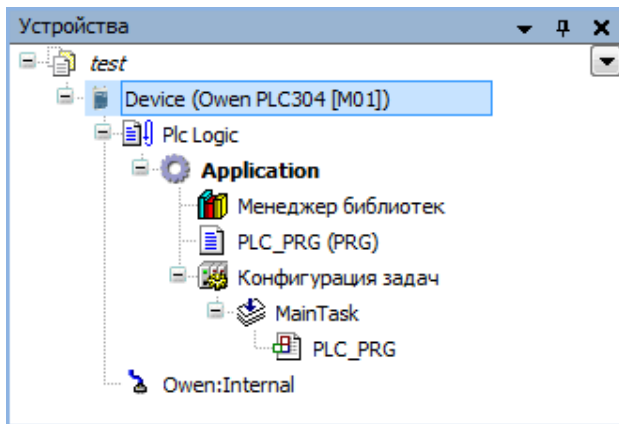 Устройства
test
Device (Owen PLC304 [M01])
Plc Logic
Application
Менеджер библиотек
PLC_PRG (PRG)
Конфигурация задач
MainTask
PLC_PRG
Owen:Internal